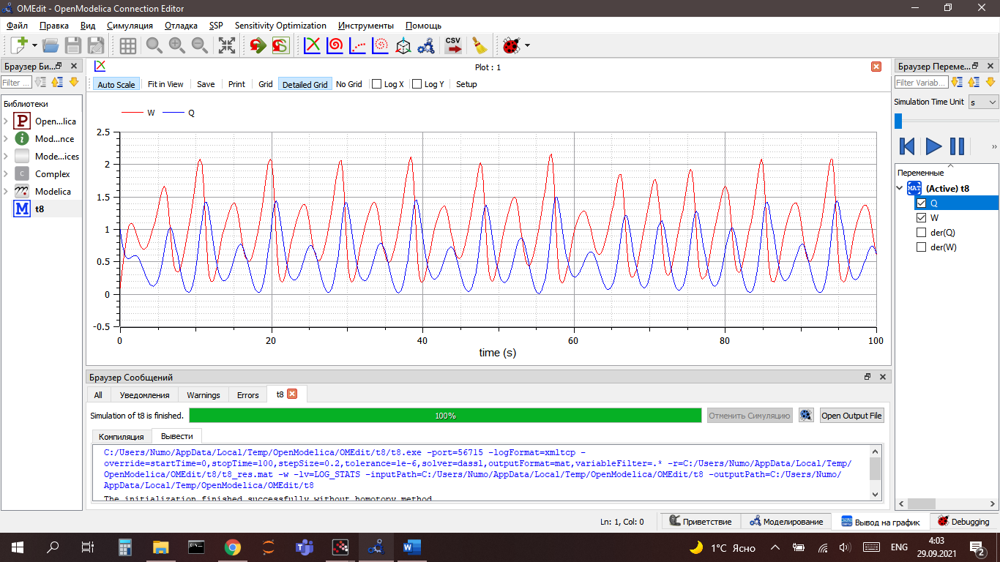 OMEdit - OpenModelica Connection Editor
Файл Правка Вид Симуляция Отладка SSP Sensitivity Optimization Инструменты Помощь
CSV
Браузер Би...
Filter ...
Библиотеки
P Open...lica
i Mod...nce
Mode...ices
C Complex
Modelica
M t8
Plot : 1
Auto Scale Fit in View Save Print Grid Detailed Grid No Grid Log X Log Y Setup
W Q
2.5
2
1.5
1
0.5
0
-0.5
0 20 40 60 80 100
time (s)
Браузер Переме...
Filter Variab...
Simulation Time Unit s
»
Переменные
MAT (Active) t8
Q
W
der(Q)
der(W)
Браузер Сообщений
All Уведомления Warnings Errors t8
Simulation of t8 is finished. 100% Отменить Симуляцию Open Output File
Компиляция Вывести
C:/Users/Numo/AppData/Local/Temp/OpenModelica/OMEdit/t8/t8.exe -port=56715 -logFormat=xmltcp -
override=startTime=0,stopTime=100,stepSize=0.2,tolerance=1e-6,solver=dassl,outputFormat=mat,variableFilter=.* -r=C:/Users/Numo/AppData/Local/Temp/
OpenModelica/OMEdit/t8/t8_res.mat -w -lv=LOG_STATS -inputPath=C:/Users/Numo/AppData/Local/Temp/OpenModelica/OMEdit/t8 -outputPath=C:/Users/Numo/
AppData/Local/Temp/OpenModelica/OMEdit/t8
The initialization finished successfully without homotopy method
Ln: 1, Col: 0 Приветствие Моделирование Вывод на график Debugging
1°C Ясно ENG 4:03
29.09.2021 2